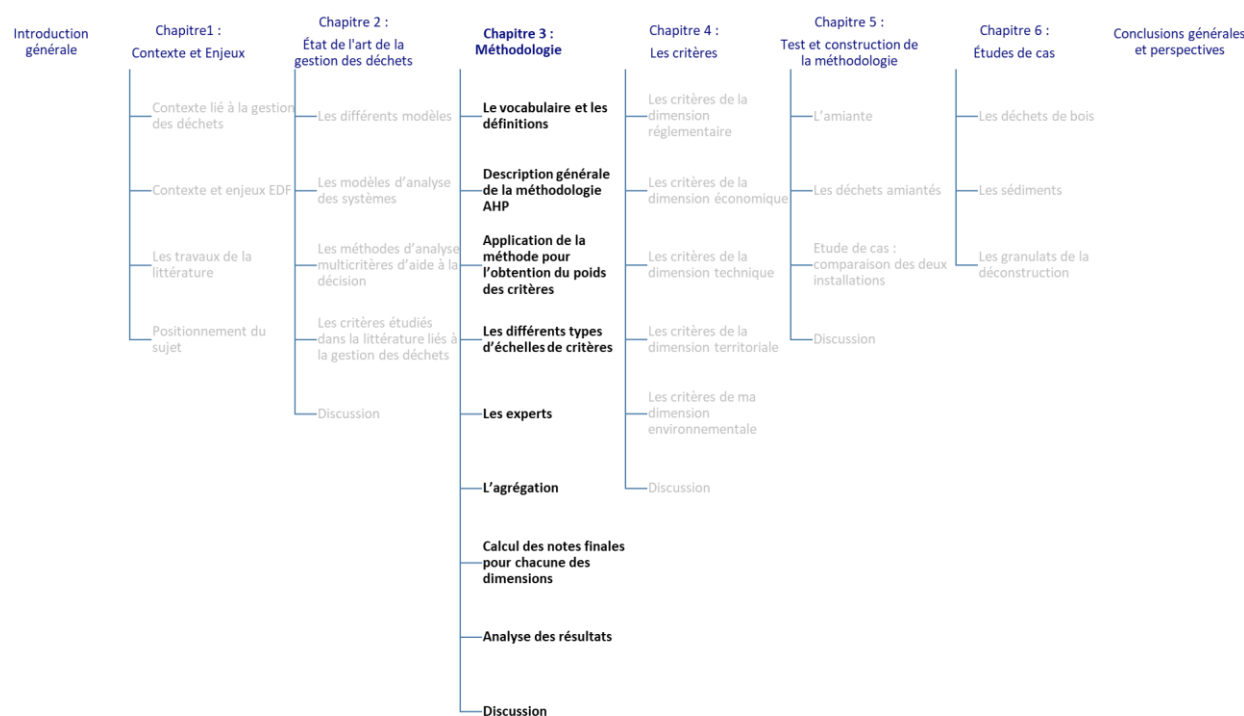 Introduction
générale
Chapitre1 :
Contexte et Enjeux
Contexte lié à la gestion
des déchets
Contexte et enjeux EDF
Les travaux de la
littérature
Positionnement du
sujet
Chapitre 2 :
État de l'art de la
gestion des déchets
Les différents modèles
Les modèles d'analyse
des systèmes
Les méthodes d'analyse
multicritères d'aide à la
décision
Les critères étudiés
dans la littérature liés à
la gestion des déchets
Discussion
Chapitre 3 :
Méthodologie
Le vocabulaire et les
définitions
Description générale
de la méthodologie
AHP
Application de la
méthode pour
l'obtention du poids
des critères
Les différents types
d'échelles de critères
Les experts
L'agrégation
Calcul des notes finales
pour chacune des
dimensions
Analyse des résultats
Discussion
Chapitre 4 :
Les critères
Les critères de la
dimension
réglementaire
Les critères de la
dimension économique
Les critères de la
dimension technique
Les critères de la
dimension territoriale
Les critères de ma
dimension
environnementale
Discussion
Chapitre 5 :
Test et construction de
la méthodologie
L'amiante
Les déchets amiantés
Etude de cas :
comparaison des deux
installations
Discussion
Chapitre 6 :
Études de cas
Les déchets de bois
Les sédiments
Les granulats de la
déconstruction
Conclusions générales
et perspectives